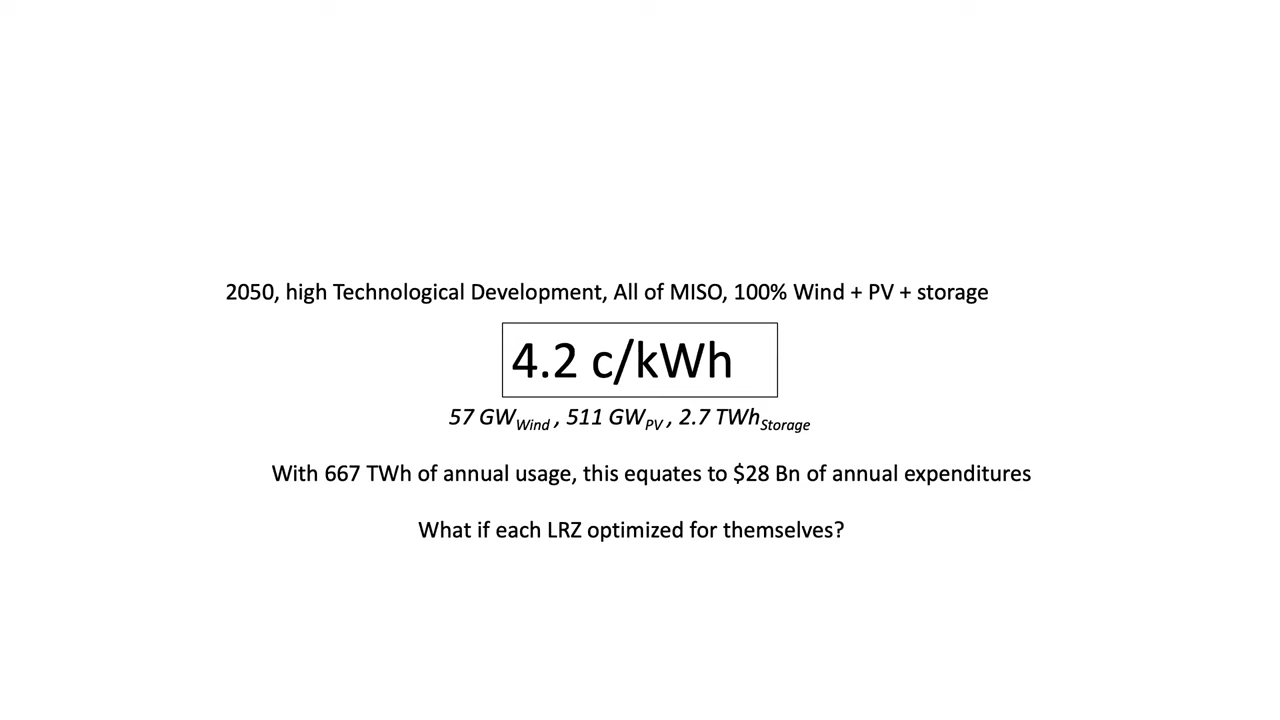 2050, high Technological Development, All of MISO, 100% Wind + PV + storage
4.2 c/kWh
57 GWWind , 511 GWPV , 2.7 TWhStorage
With 667 TWh of annual usage, this equates to $28 Bn of annual expenditures
What if each LRZ optimized for themselves?